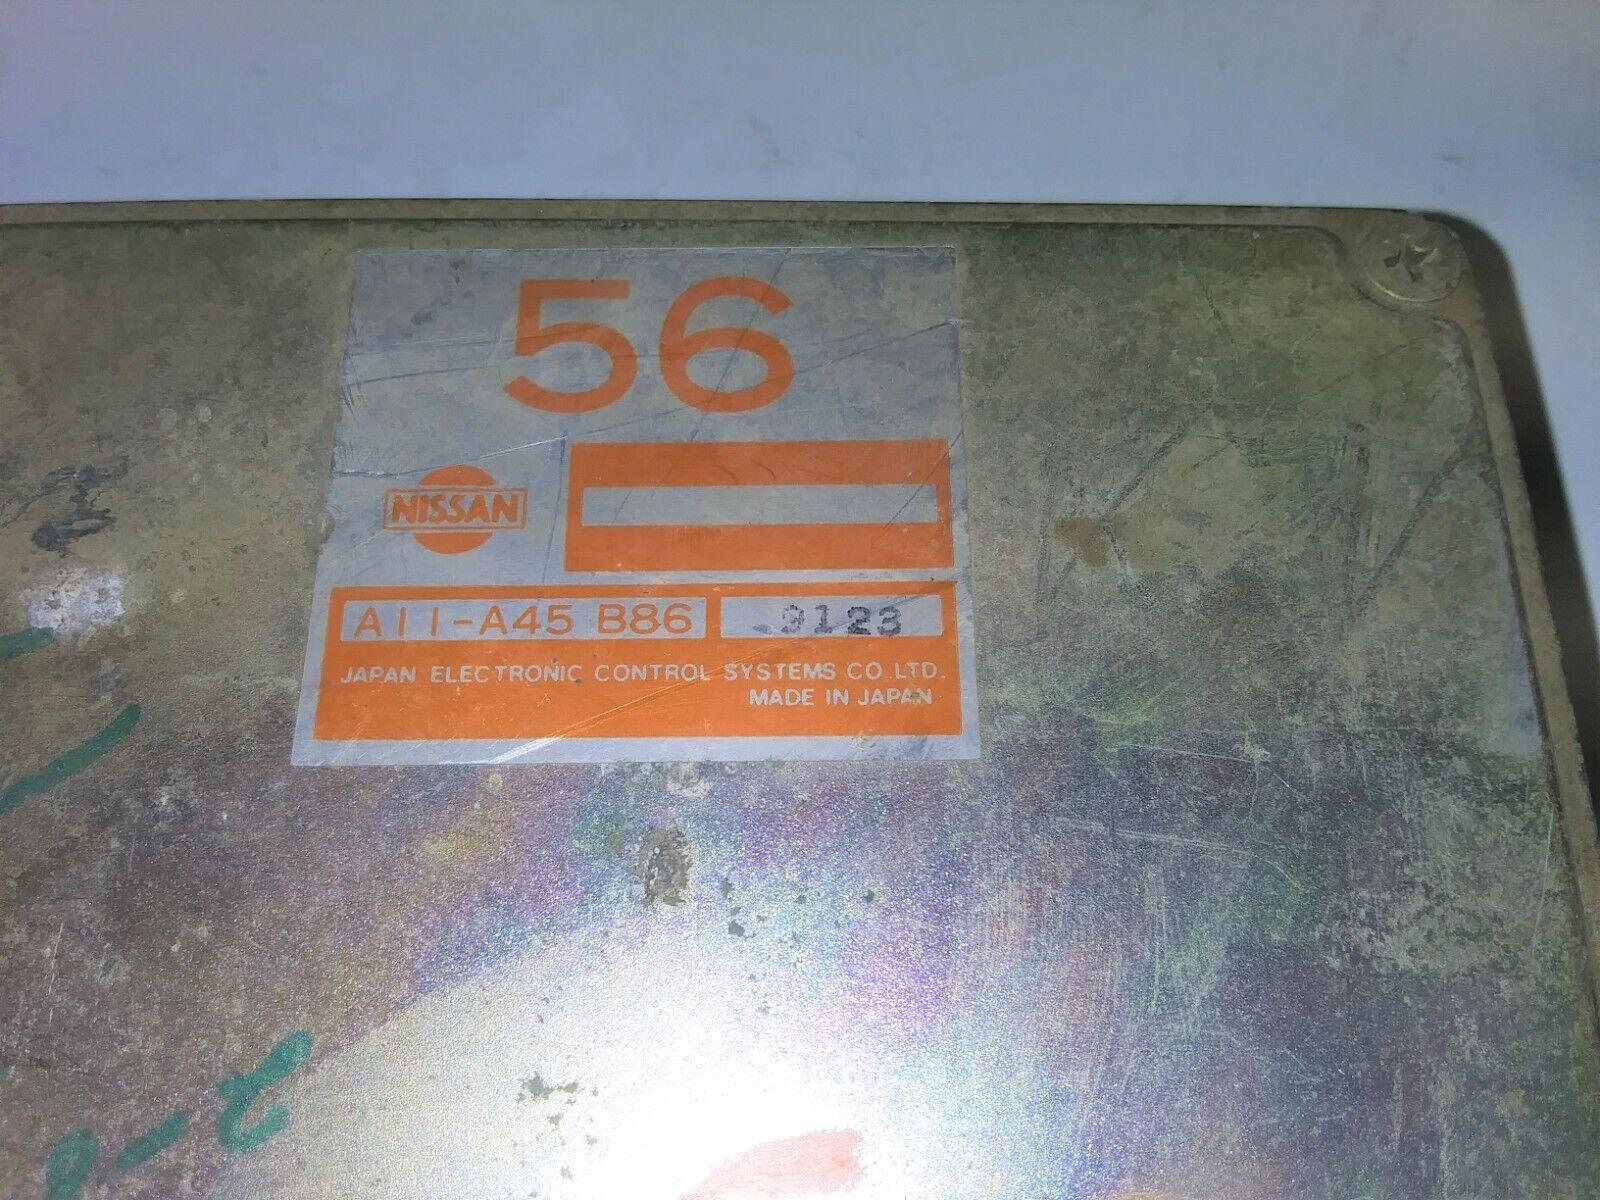 56
NISSAN
A11-A45 B86
9123
JAPAN ELECTRONIC CONTROL SYSTEMS CO.LTD.
MADE IN JAPAN